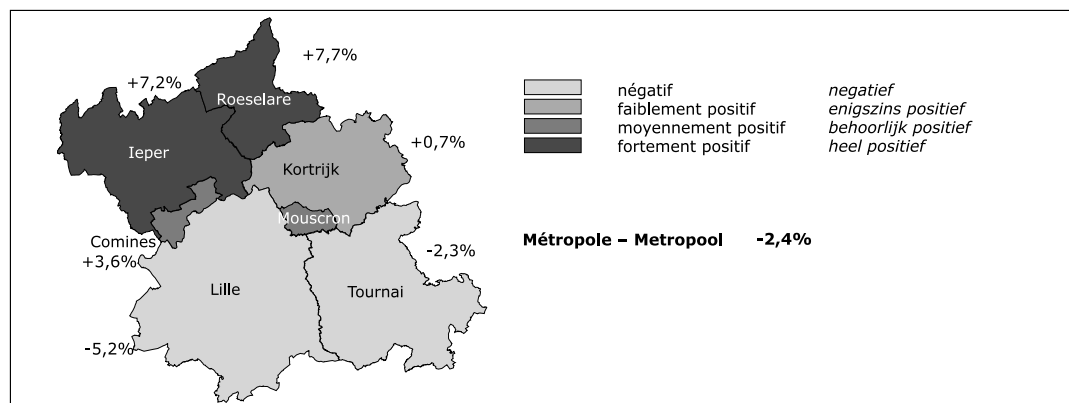 +7,7%
+7,2%
Roeselare
Ieper
+0,7%
Kortrijk
Mouscron
Comines
+3,6%
-2,3%
Lille
Tournai
-5,2%
négatif negatief
faiblement positif enigszins positief
moyennement positif behoorlijk positief
fortement positif heel positief
Métropole – Metropool -2,4%